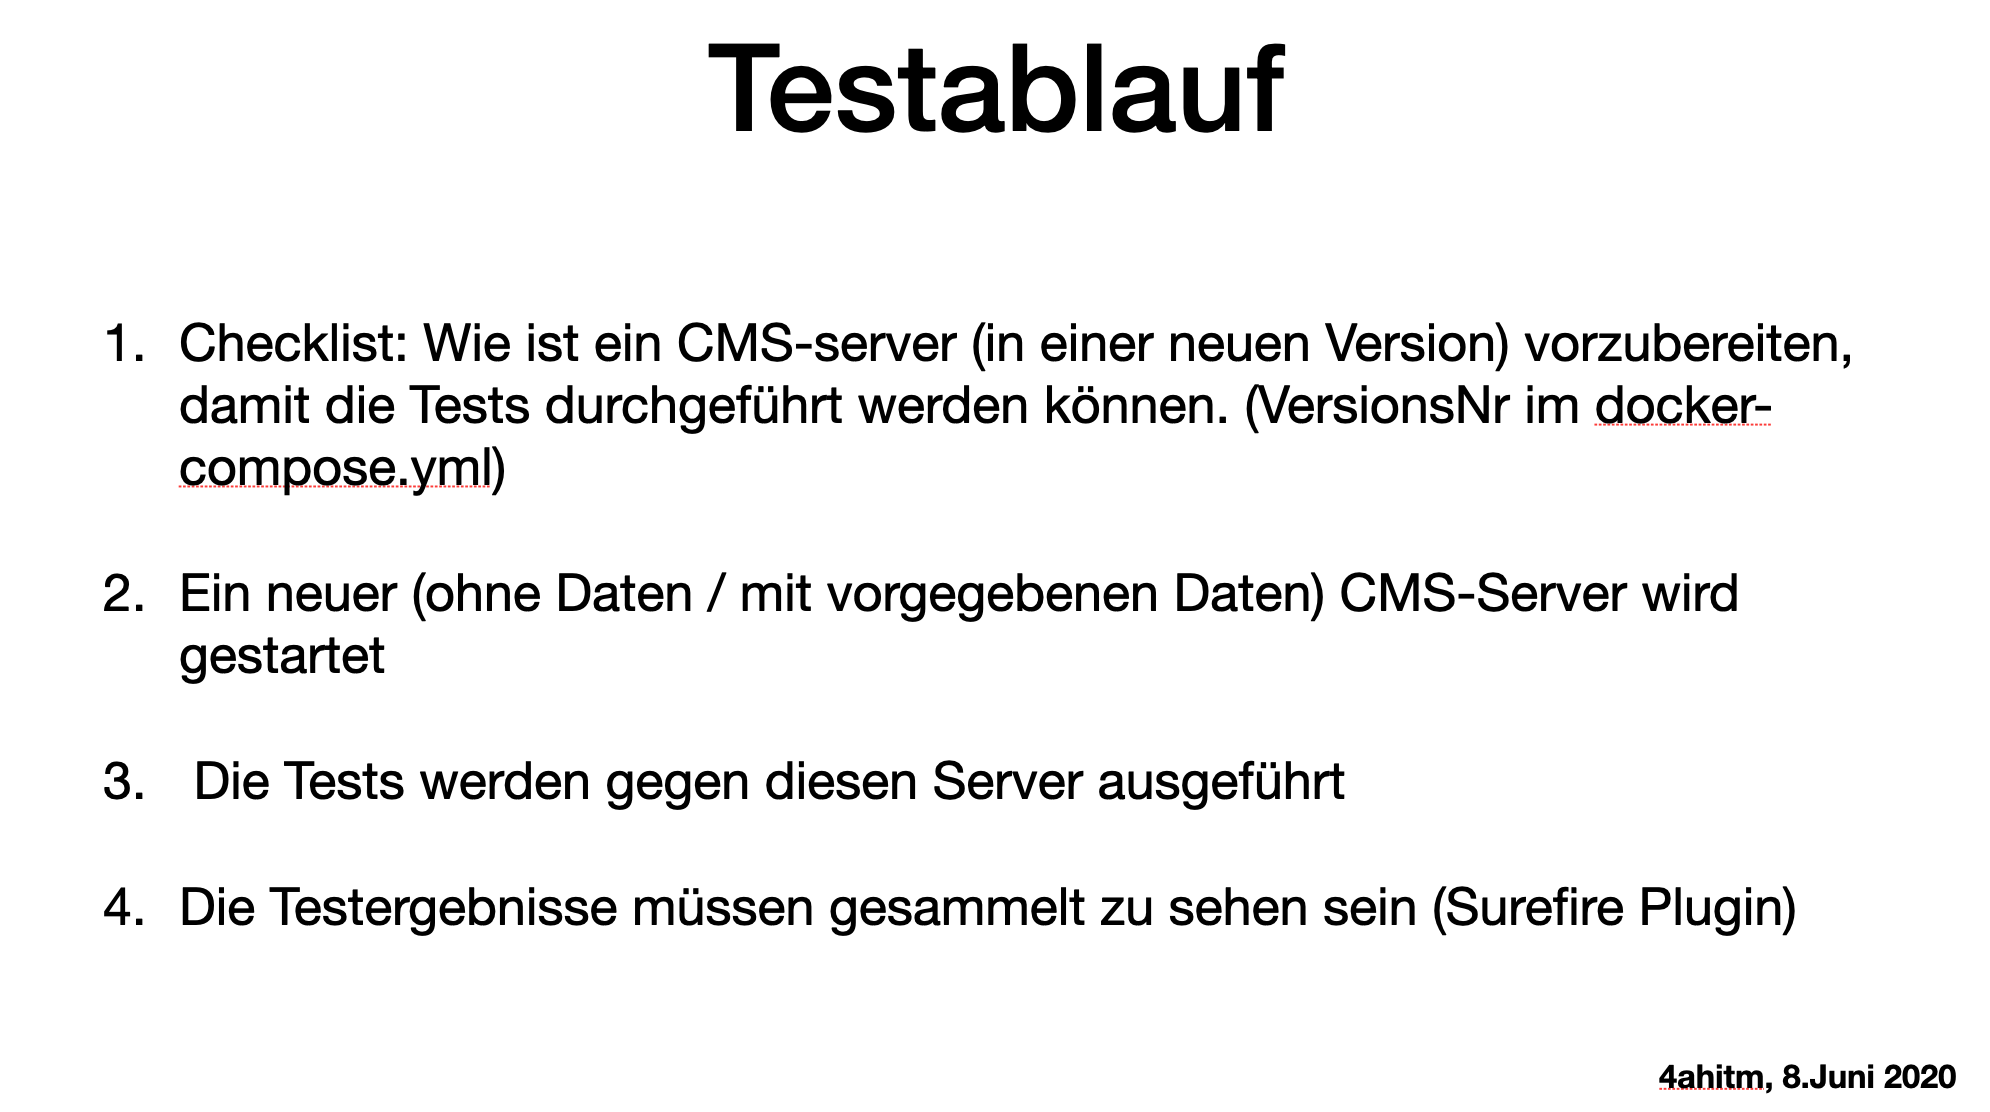 Testablauf
1. Checklist: Wie ist ein CMS-server (in einer neuen Version) vorzubereiten,
damit die Tests durchgeführt werden können. (VersionsNr im docker-
compose.yml)
2. Ein neuer (ohne Daten / mit vorgegebenen Daten) CMS-Server wird
gestartet
3. Die Tests werden gegen diesen Server ausgeführt
4. Die Testergebnisse müssen gesammelt zu sehen sein (Surefire Plugin)
4ahitm, 8.Juni 2020